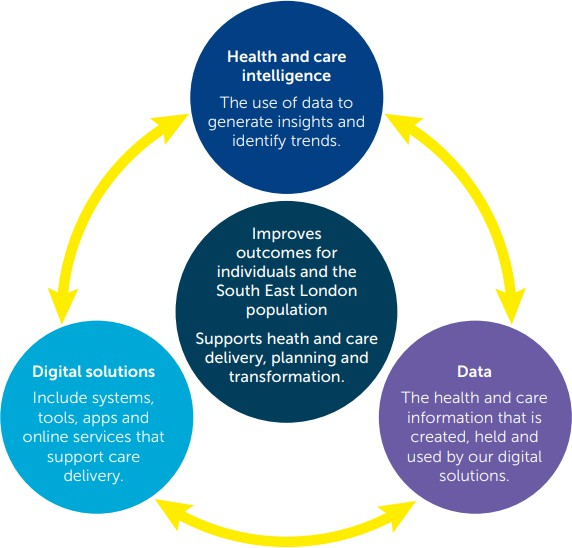 Health and care
intelligence
The use of data to
generate insights and
identify trends.
Improves
outcomes for
individuals and the
South East London
population
Supports heath and care
delivery, planning and
transformation.
Digital solutions
Include systems,
tools, apps and
online services that
support care
delivery.
Data
The health and care
information that is
created, held and
used by our digital
solutions.